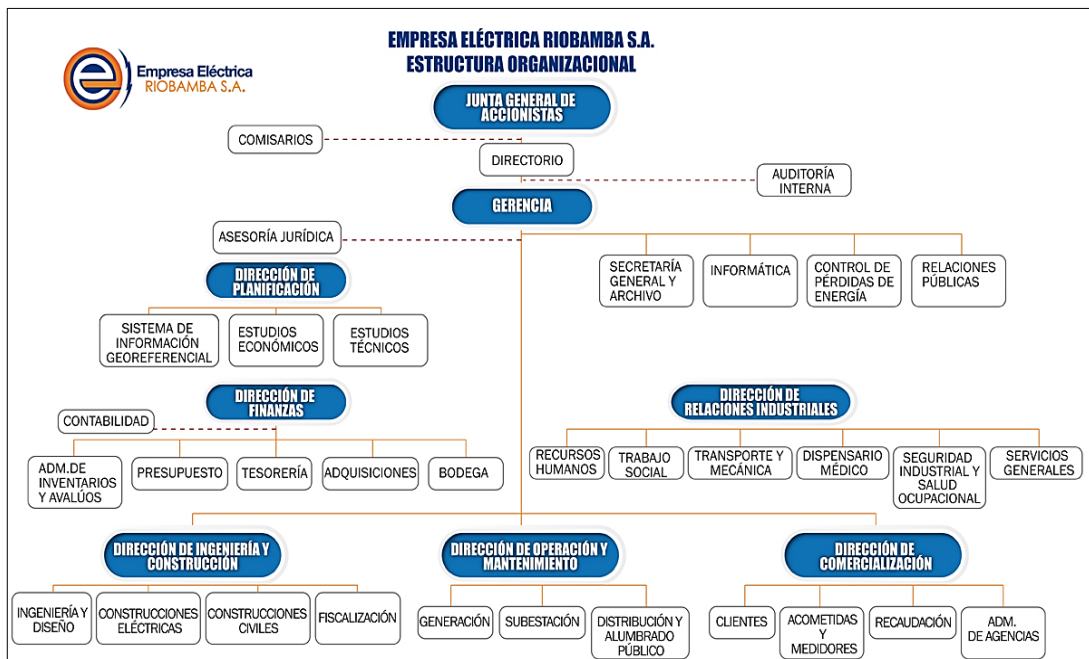 EMPRESA ELÉCTRICA RIOBAMBA S.A.
ESTRUCTURA ORGANIZACIONAL
e
Empresa Eléctrica
RIOBAMBA S.A.
JUNTA GENERAL DE
ACCIONISTAS
COMISARIOS
DIRECTORIO
AUDITORÍA
INTERNA
GERENCIA
ASESORÍA JURÍDICA
SECRETARÍA
GENERAL Y
ARCHIVO
INFORMÁTICA
CONTROL DE
PÉRDIDAS DE
ENERGÍA
RELACIONES
PÚBLICAS
DIRECCIÓN DE
PLANIFICACIÓN
SISTEMA DE
INFORMACIÓN
GEOREFERENCIAL
ESTUDIOS
ECONÓMICOS
ESTUDIOS
TÉCNICOS
DIRECCIÓN DE
FINANZAS
CONTABILIDAD
ADM.DE
INVENTARIOS
Y AVALÚOS
PRESUPUESTO
TESORERÍA
ADQUISICIONES
BODEGA
DIRECCIÓN DE
RELACIONES INDUSTRIALES
RECURSOS
HUMANOS
TRABAJO
SOCIAL
TRANSPORTE Y
MECÁNICA
DISPENSARIO
MÉDICO
SEGURIDAD
INDUSTRIAL Y
SALUD
OCUPACIONAL
SERVICIOS
GENERALES
DIRECCIÓN DE INGENIERÍA Y
CONSTRUCCIÓN
INGENIERÍA Y
DISEÑO
CONSTRUCCIONES
ELÉCTRICAS
CONSTRUCCIONES
CIVILES
FISCALIZACIÓN
DIRECCIÓN DE OPERACIÓN Y
MANTENIMIENTO
GENERACIÓN
SUBESTACIÓN
DISTRIBUCIÓN Y
ALUMBRADO
PÚBLICO
DIRECCIÓN DE
COMERCIALIZACIÓN
CLIENTES
ACOMETIDAS
Y
MEDIDORES
RECAUDACIÓN
ADM.
DE AGENCIAS